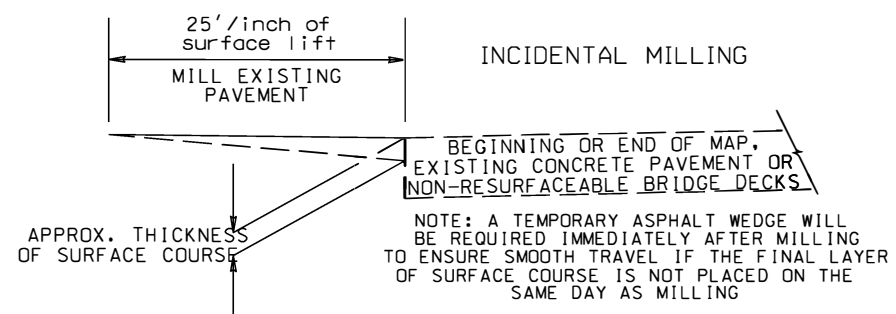 25'/inch of
surface lift
INCIDENTAL MILLING
MILL EXISTING
PAVEMENT
BEGINNING OR END OF MAP,
EXISTING CONCRETE PAVEMENT OR
NON-RESURFACEABLE BRIDGE DECKS
APPROX. THICKNESS
OF SURFACE COURSE
NOTE: A TEMPORARY ASPHALT WEDGE WILL
BE REQUIRED IMMEDIATELY AFTER MILLING
TO ENSURE SMOOTH TRAVEL IF THE FINAL LAYER
OF SURFACE COURSE IS NOT PLACED ON THE
SAME DAY AS MILLING